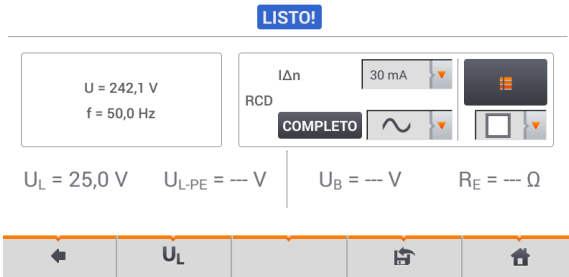 LISTO!
U = 242,1 V
f = 50,0 Hz
IΔn
30 mA
RCD
COMPLETO
UL = 25,0 V
UL-PE = --- V
UB = --- V
RE = --- Ω
UL